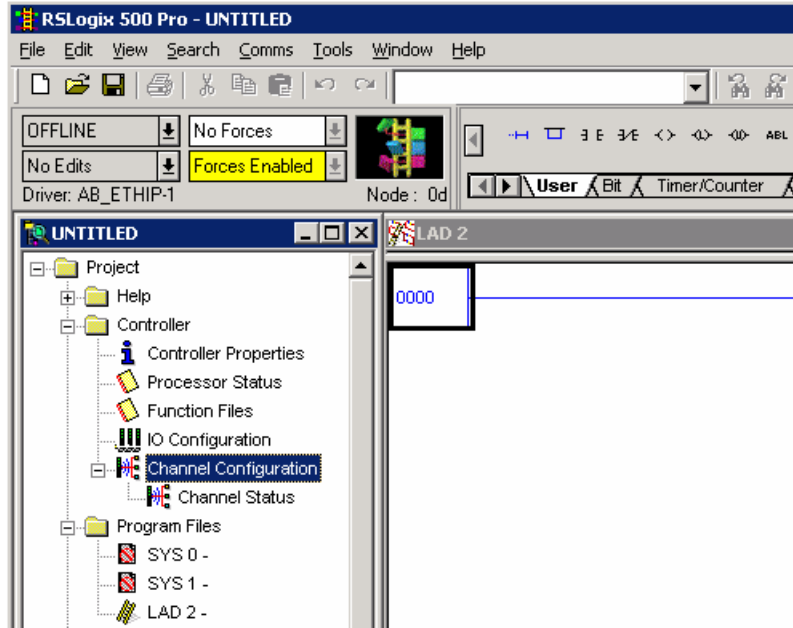 RSLogix 500 Pro - UNTITLED
File Edit View Search Comms Tools Window Help
OFFLINE No Forces
No Edits Forces Enabled
Driver: AB_ETHIP-1 Node : 0d
ABL
User Bit Timer/Counter
UNTITLED
LAD 2
Project
Help
Controller
Controller Properties
Processor Status
Function Files
IO Configuration
Channel Configuration
Channel Status
Program Files
SYS 0 -
SYS 1 -
LAD 2 -
0000